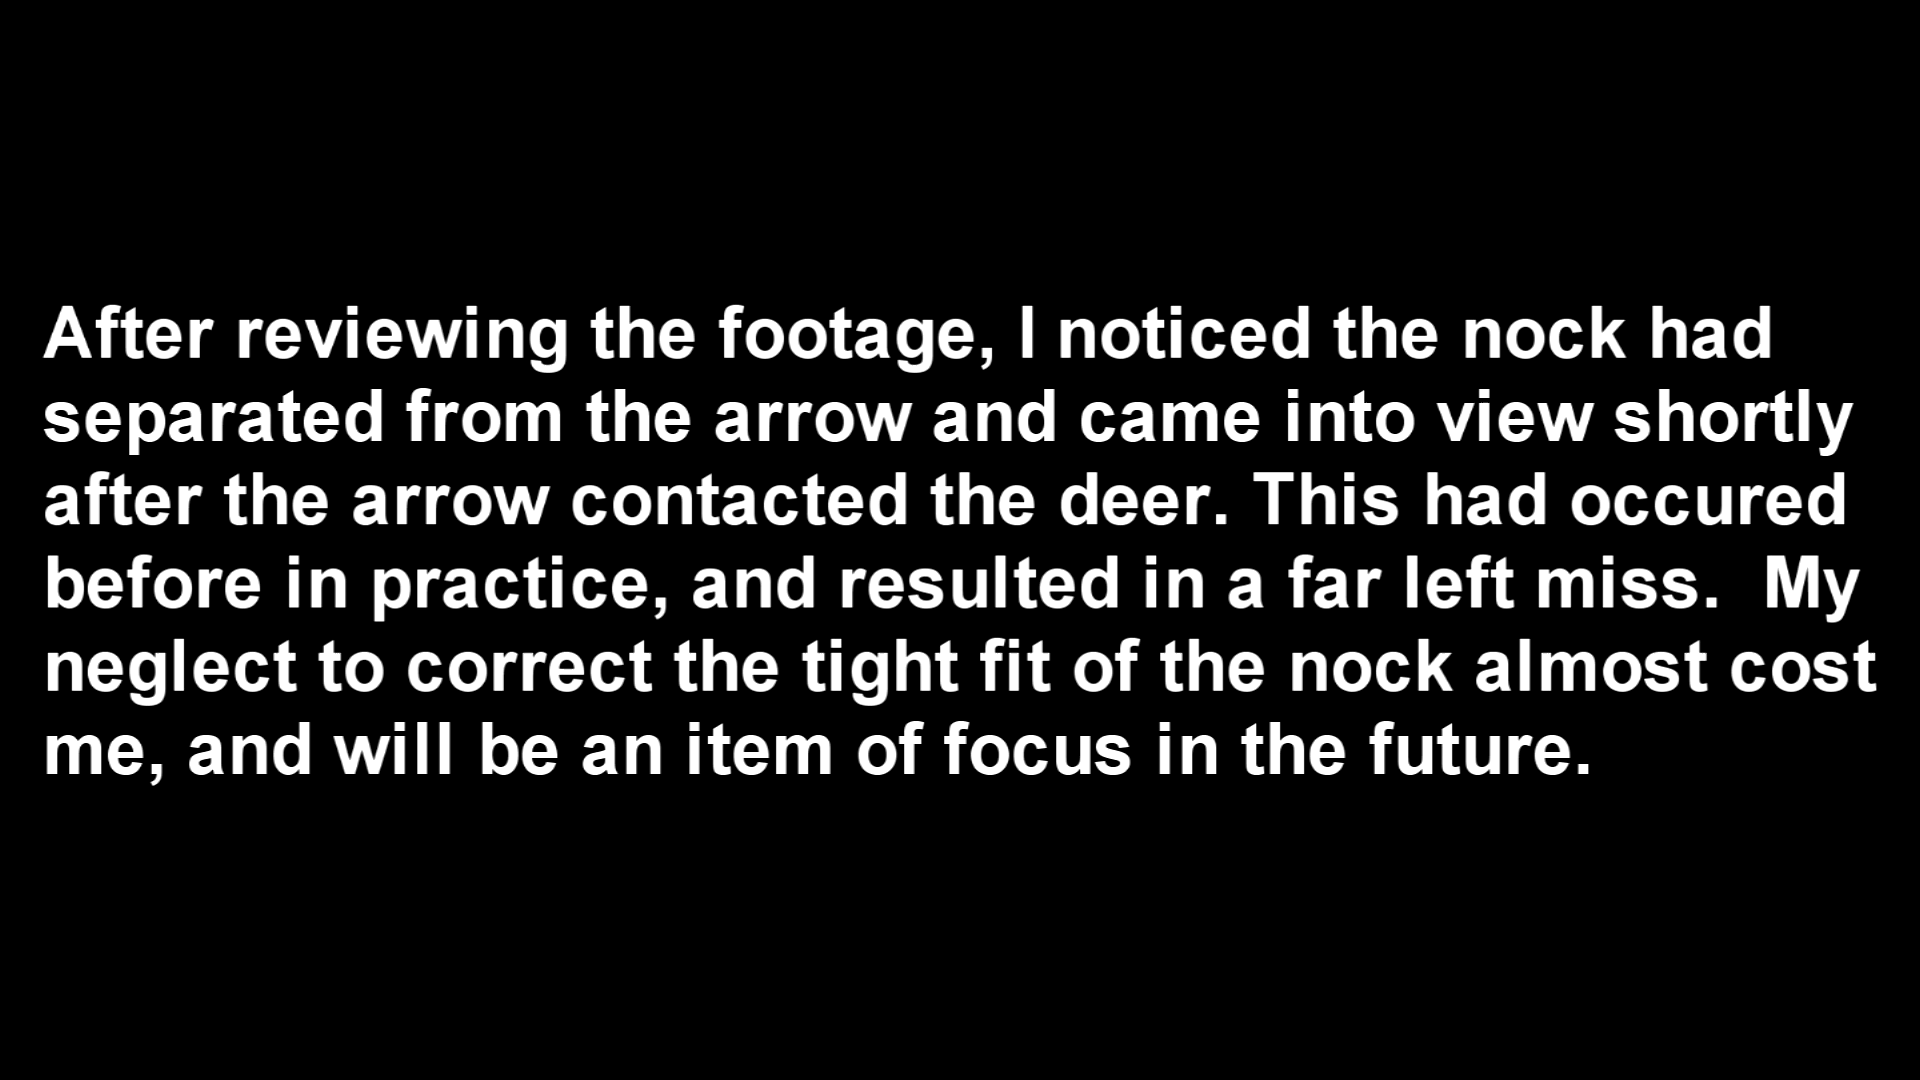 After reviewing the footage, I noticed the nock had
separated from the arrow and came into view shortly
after the arrow contacted the deer. This had occured
before in practice, and resulted in a far left miss.  My
neglect to correct the tight fit of the nock almost cost
me, and will be an item of focus in the future.